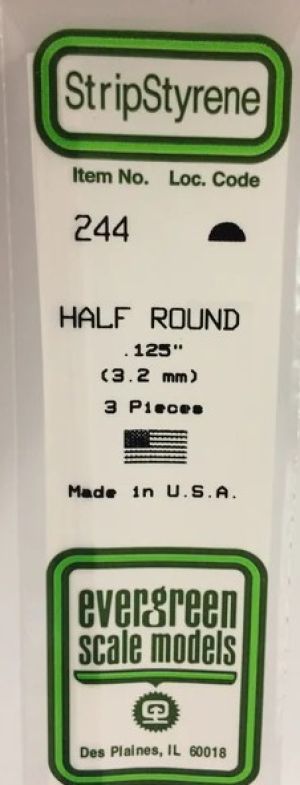 StripStyrene
Item No. Loc. Code
244
HALF ROUND
.125"
(3.2 mm)
3 Pieces
Made in U.S.A.
evergreen
scale models
Des Plaines, IL 60018